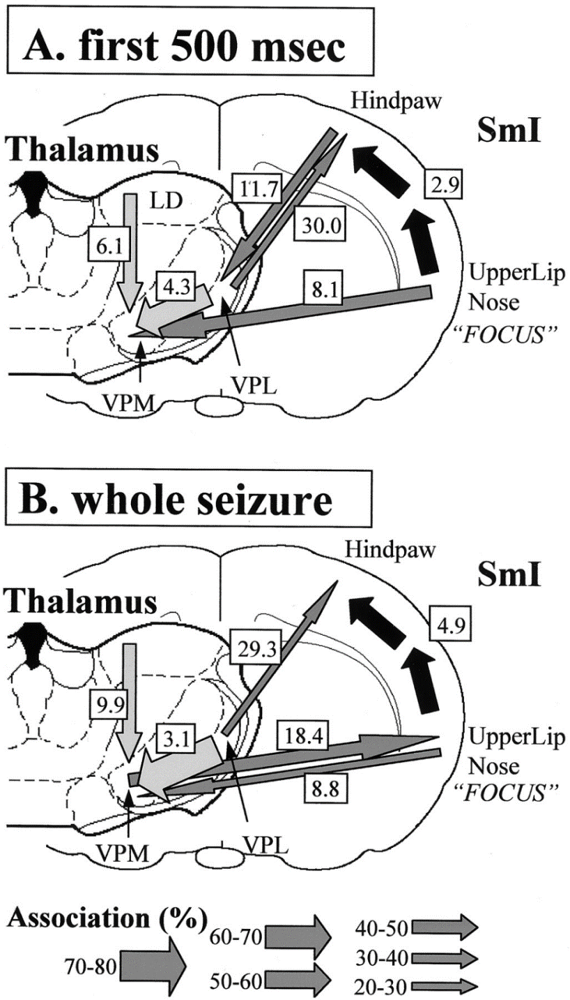 A. first 500 msec
Hindpaw
SmI
Thalamus
11.7
2.9
LD
30.0
6.1
4.3
8.1
UpperLip
Nose
“FOCUS”
VPL
VPM
B. whole seizure
Hindpaw
SmI
Thalamus
4.9
29.3
9.9
3.1
18.4
UpperLip
Nose
“FOCUS”
8.8
VPM
VPL
Association (%)
70-80
60-70
50-60
40-50
30-40
20-30